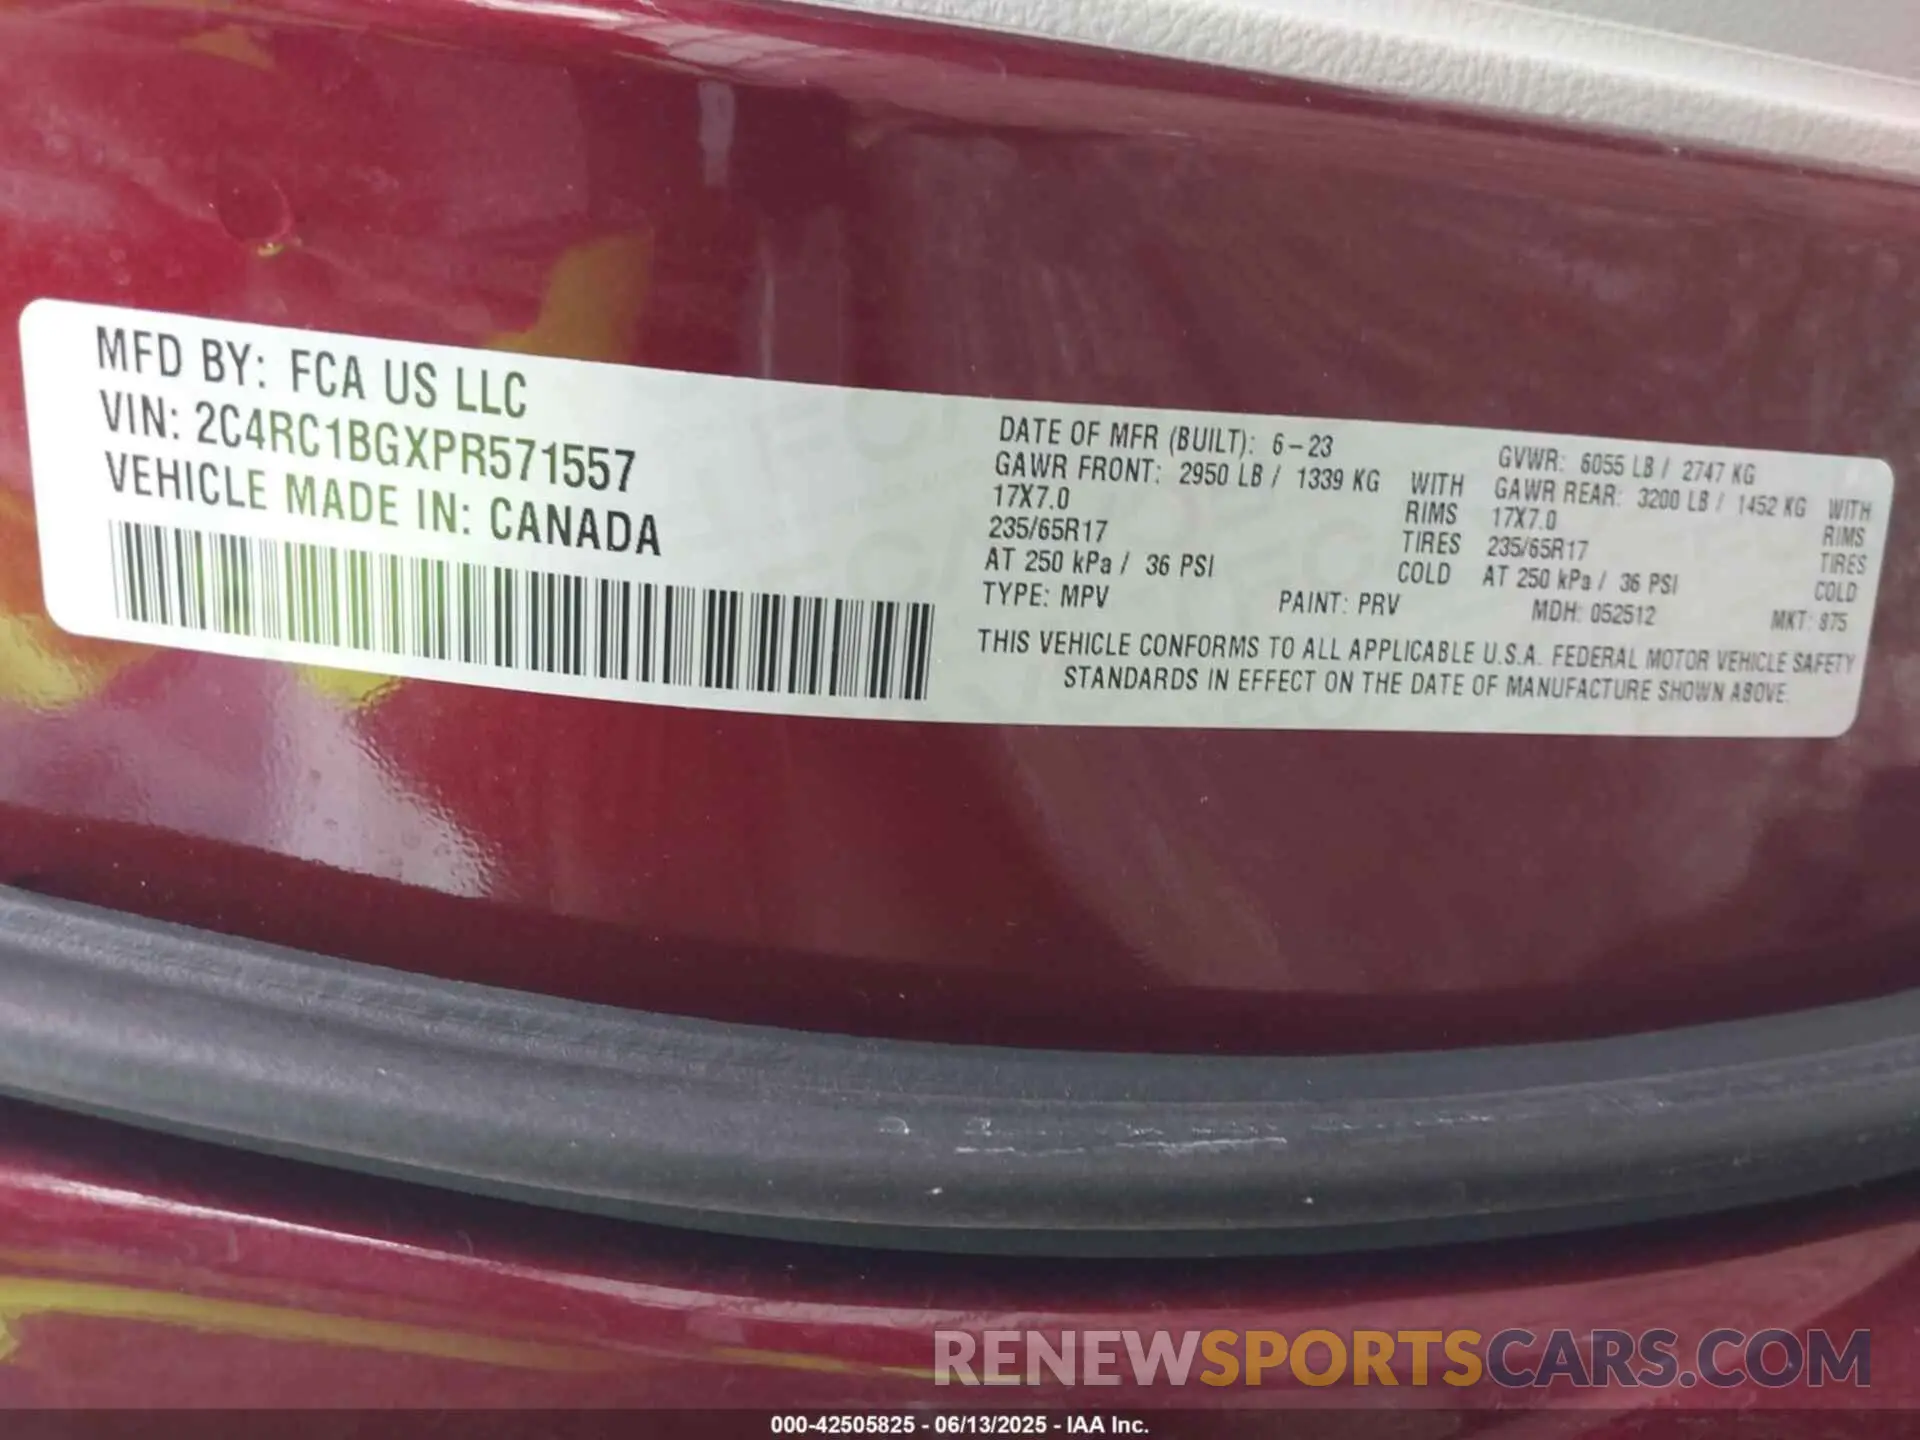 MFD BY: FCA US LLC
VIN: 2C4RC1BGXPR571557
VEHICLE MADE IN: CANADA
DATE OF MFR (BUILT): 6-23 GVWR: 6055 LB / 2747 KG
GAWR FRONT: 2950 LB / 1339 KG WITH GAWR REAR: 3200 LB / 1452 KG WITH
17X7.0 RIMS 17X7.0 RIMS
235/65R17 TIRES 235/65R17 TIRES
AT 250 kPa / 36 PSI COLD AT 250 kPa / 36 PSI COLD
TYPE: MPV PAINT: PRV MDH: 052512 MKT: 875
THIS VEHICLE CONFORMS TO ALL APPLICABLE U.S.A. FEDERAL MOTOR VEHICLE SAFETY
STANDARDS IN EFFECT ON THE DATE OF MANUFACTURE SHOWN ABOVE.
RENEWSPORTSCARS.COM
000-42505825 - 06/13/2025 - IAA Inc.